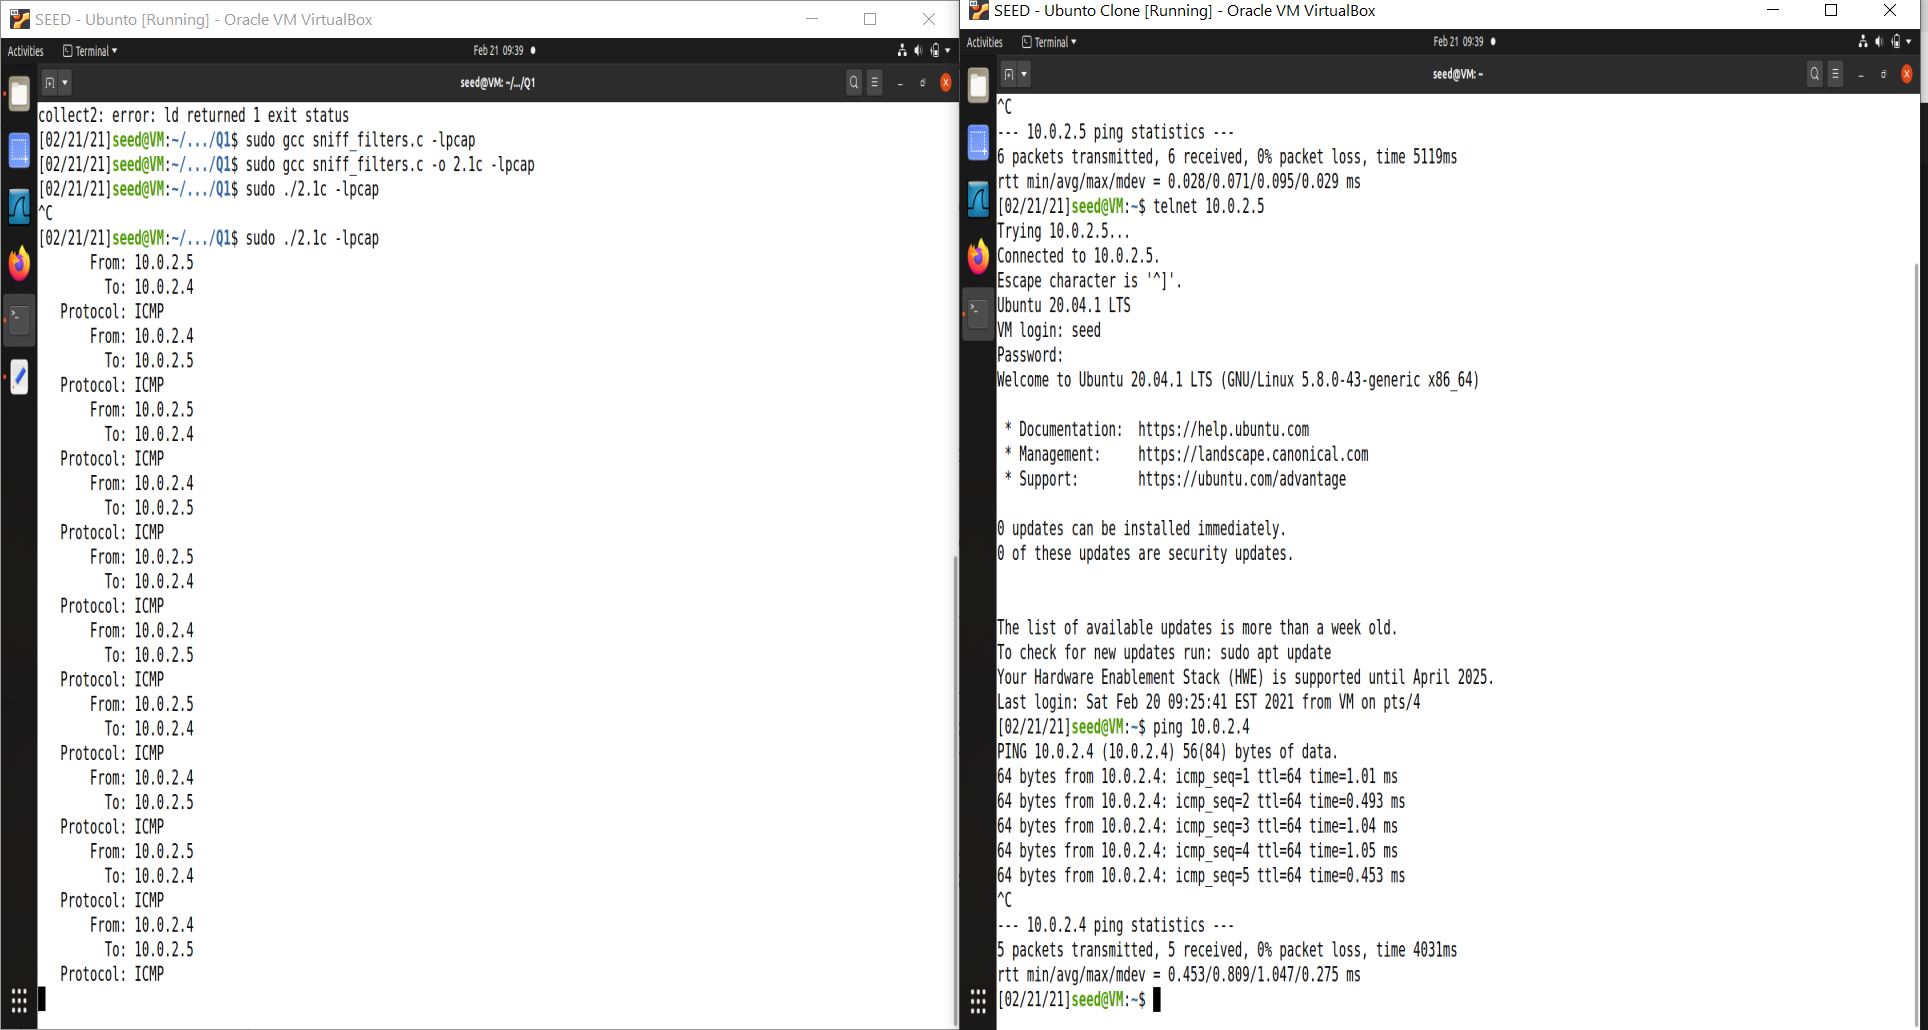 SEED - Ubunto [Running] - Oracle VM VirtualBox
Activities Terminal Feb 21 09:39
seed@VM: ~/.../Q1
collect2: error: ld returned 1 exit status
[02/21/21]seed@VM:~/.../Q1$ sudo gcc sniff_filters.c -lpcap
[02/21/21]seed@VM:~/.../Q1$ sudo gcc sniff_filters.c -o 2.1c -lpcap
[02/21/21]seed@VM:~/.../Q1$ sudo ./2.1c -lpcap
^C
[02/21/21]seed@VM:~/.../Q1$ sudo ./2.1c -lpcap
From: 10.0.2.5
To: 10.0.2.4
Protocol: ICMP
From: 10.0.2.4
To: 10.0.2.5
Protocol: ICMP
From: 10.0.2.5
To: 10.0.2.4
Protocol: ICMP
From: 10.0.2.4
To: 10.0.2.5
Protocol: ICMP
From: 10.0.2.5
To: 10.0.2.4
Protocol: ICMP
From: 10.0.2.4
To: 10.0.2.5
Protocol: ICMP
From: 10.0.2.5
To: 10.0.2.4
Protocol: ICMP
From: 10.0.2.4
To: 10.0.2.5
Protocol: ICMP
From: 10.0.2.5
To: 10.0.2.4
Protocol: ICMP
From: 10.0.2.4
To: 10.0.2.5
Protocol: ICMP
SEED - Ubunto Clone [Running] - Oracle VM VirtualBox
Activities Terminal Feb 21 09:39
seed@VM: ~
^C
--- 10.0.2.5 ping statistics ---
6 packets transmitted, 6 received, 0% packet loss, time 5119ms
rtt min/avg/max/mdev = 0.028/0.071/0.095/0.029 ms
[02/21/21]seed@VM:~$ telnet 10.0.2.5
Trying 10.0.2.5...
Connected to 10.0.2.5.
Escape character is '^]'.
Ubuntu 20.04.1 LTS
VM login: seed
Password:
Welcome to Ubuntu 20.04.1 LTS (GNU/Linux 5.8.0-43-generic x86_64)
* Documentation: https://help.ubuntu.com
* Management: https://landscape.canonical.com
* Support: https://ubuntu.com/advantage
0 updates can be installed immediately.
0 of these updates are security updates.
The list of available updates is more than a week old.
To check for new updates run: sudo apt update
Your Hardware Enablement Stack (HWE) is supported until April 2025.
Last login: Sat Feb 20 09:25:41 EST 2021 from VM on pts/4
[02/21/21]seed@VM:~$ ping 10.0.2.4
PING 10.0.2.4 (10.0.2.4) 56(84) bytes of data.
64 bytes from 10.0.2.4: icmp_seq=1 ttl=64 time=1.01 ms
64 bytes from 10.0.2.4: icmp_seq=2 ttl=64 time=0.493 ms
64 bytes from 10.0.2.4: icmp_seq=3 ttl=64 time=1.04 ms
64 bytes from 10.0.2.4: icmp_seq=4 ttl=64 time=1.05 ms
64 bytes from 10.0.2.4: icmp_seq=5 ttl=64 time=0.453 ms
^C
--- 10.0.2.4 ping statistics ---
5 packets transmitted, 5 received, 0% packet loss, time 4031ms
rtt min/avg/max/mdev = 0.453/0.809/1.047/0.275 ms
[02/21/21]seed@VM:~$